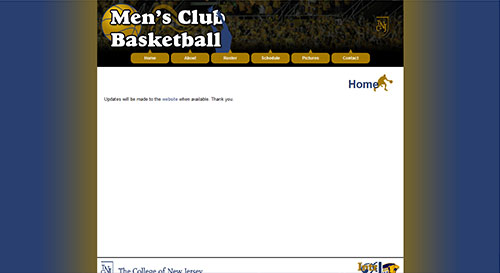 Men's Club
Basketball
Home About Roster Schedule Pictures Contact
Home
Updates will be made to the website when available. Thank you
The College of New Jersey